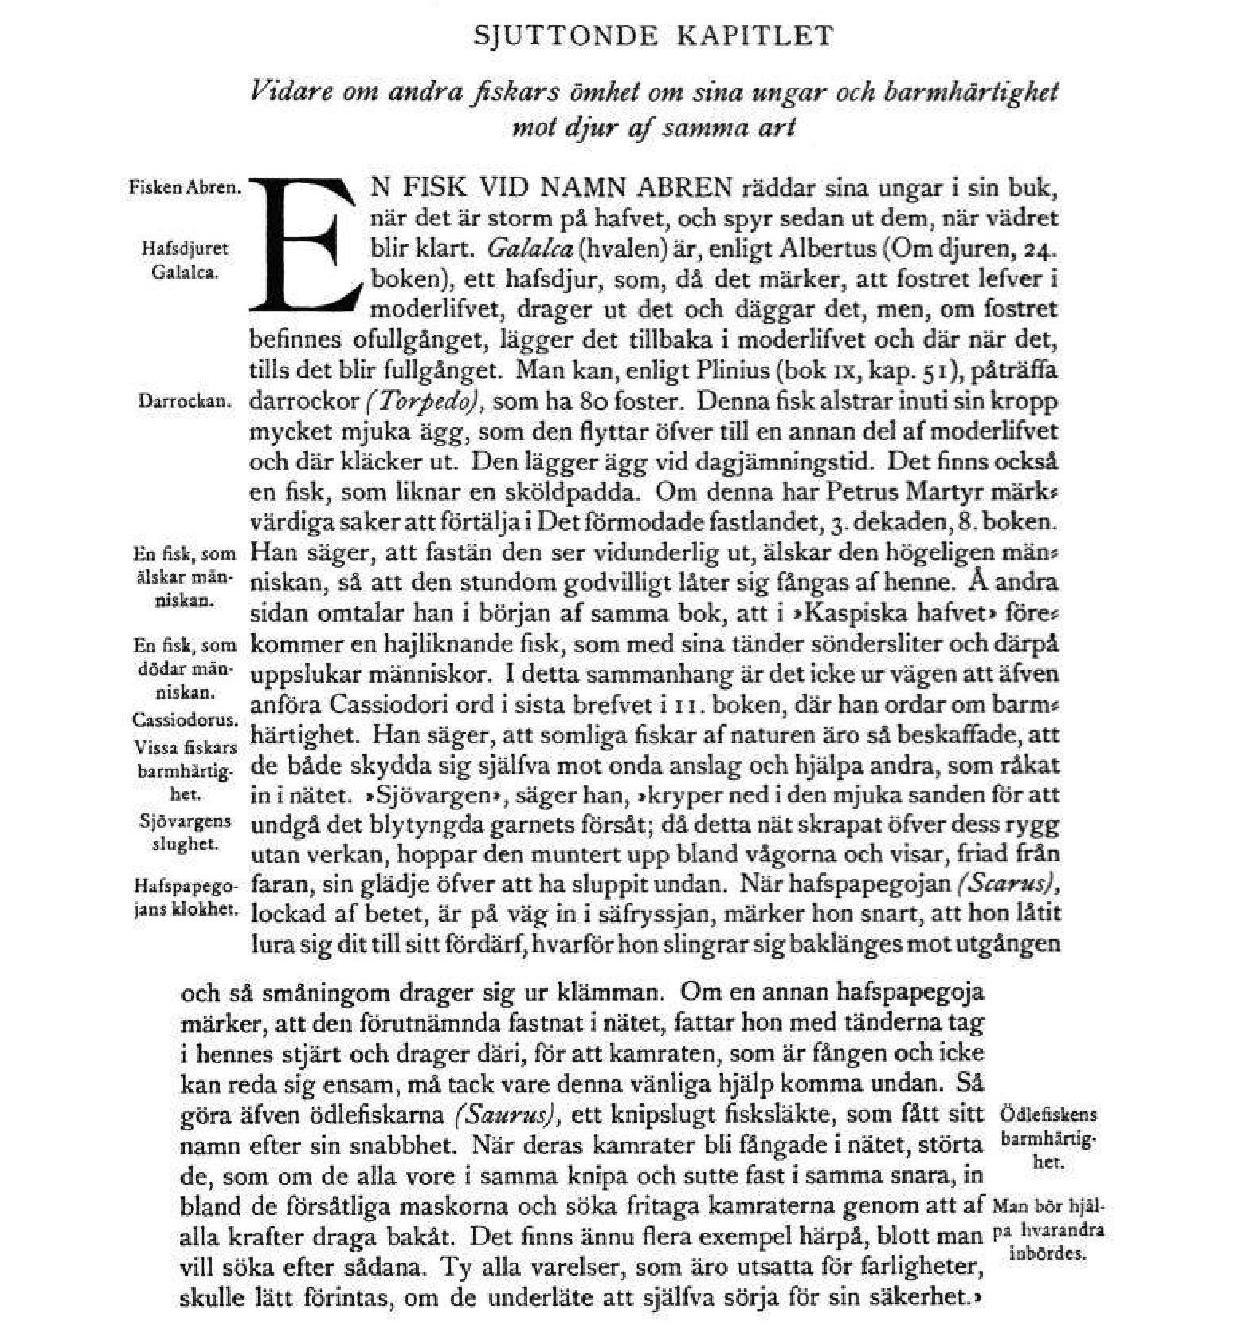 SJUTTONDE KAPITLET
Vidare om andra fiskars ömhet om sina ungar och barmhärtighet
mot djur af samma art
Fisken Abren.
EN FISK VID NAMN ABREN räddar sina ungar i sin buk,
när det är storm på hafvet, och spyr sedan ut dem, när vädret
Hafsdjuret
Galalca.
blir klart. Galalca (hvalen) är, enligt Albertus (Om djuren, 24.
boken), ett hafsdjur, som, då det märker, att fostret lefver i
moderlifvet, drager ut det och däggar det, men, om fostret
befinnes ofullgånget, lägger det tillbaka i moderlifvet och där när det,
tills det blir fullgånget. Man kan, enligt Plinius (bok IX, kap. 51), påträffa
Darrockan.
darrockor (Torpedo), som ha 80 foster. Denna fisk alstrar inuti sin kropp
mycket mjuka ägg, som den flyttar öfver till en annan del af moderlifvet
och där kläcker ut. Den lägger ägg vid dagjämningstid. Det finns också
en fisk, som liknar en sköldpadda. Om denna har Petrus Martyr märk-
värdiga saker att förtälja i Det förmodade fastlandet, 3. dekaden, 8. boken.
En fisk, som
älskar män-
niskan.
Han säger, att fastän den ser vidunderlig ut, älskar den högeligen män-
niskan, så att den stundom godvilligt låter sig fångas af henne. Å andra
sidan omtalar han i början af samma bok, att i »Kaspiska hafvet» före-
En fisk, som
dödar män-
niskan.
kommer en hajliknande fisk, som med sina tänder söndersliter och därpå
uppslukar människor. I detta sammanhang är det icke ur vägen att äfven
Cassiodorus.
anföra Cassiodori ord i sista brefvet i 11. boken, där han ordar om barm-
Vissa fiskars
barmhärtig-
het.
härtighet. Han säger, att somliga fiskar af naturen äro så beskaffade, att
de både skydda sig själfva mot onda anslag och hjälpa andra, som råkat
in i nätet. »Sjövargen», säger han, »kryper ned i den mjuka sanden för att
Sjövargens
slughet.
undgå det blytyngda garnets försåt; då detta nät skrapat öfver dess rygg
utan verkan, hoppar den muntert upp bland vågorna och visar, friad från
Hafspapego-
jans klokhet.
faran, sin glädje öfver att ha sluppit undan. När hafspapegojan (Scarus),
lockad af betet, är på väg in i säfryssjan, märker hon snart, att hon låtit
lura sig dit till sitt fördärf, hvarför hon slingrar sig baklänges mot utgången
och så småningom drager sig ur klämman. Om en annan hafspapegoja
märker, att den förutnämnda fastnat i nätet, fattar hon med tänderna tag
i hennes stjärt och drager däri, för att kamraten, som är fången och icke
kan reda sig ensam, må tack vare denna vänliga hjälp komma undan. Så
göra äfven ödlefiskarna (Saurus), ett knipslugt fisksläkte, som fått sitt
Ödlefiskens
barmhärtig-
het.
namn efter sin snabbhet. När deras kamrater bli fångade i nätet, störta
de, som om de alla vore i samma knipa och sutte fast i samma snara, in
bland de försåtliga maskorna och söka fritaga kamraterna genom att af
Man bör hjäl-
pa hvarandra
inbördes.
alla krafter draga bakåt. Det finns ännu flera exempel härpå, blott man
vill söka efter sådana. Ty alla varelser, som äro utsatta för farligheter,
skulle lätt förintas, om de underläte att själfva sörja för sin säkerhet.»